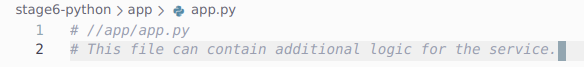 stage6-python > app > app.py
1 # //app/app.py
2 # This file can contain additional logic for the service.